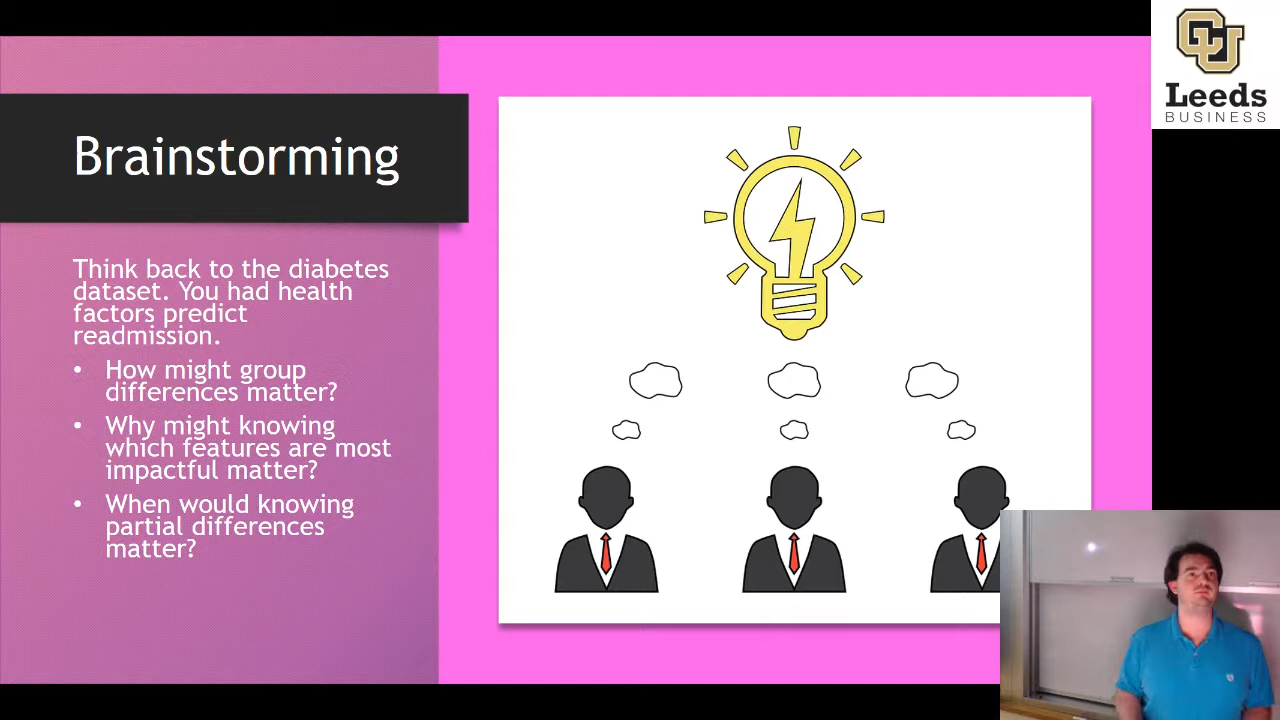 Brainstorming
Think back to the diabetes
dataset. You had health
factors predict
readmission.
• How might group
differences matter?
• Why might knowing
which features are most
impactful matter?
• When would knowing
partial differences
matter?
CU
Leeds
BUSINESS